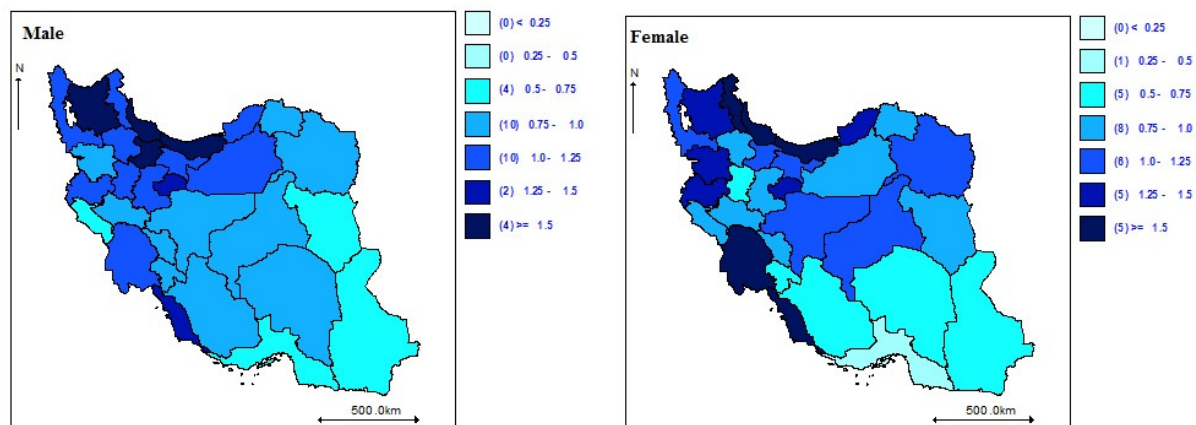 Male
N
500 .0km
(0) < 0.25
(0) 0.25 - 0.5
(4) 0.5 - 0.75
(10) 0.75 - 1.0
(10) 1.0 - 1.25
(2) 1.25 - 1.5
(4) >= 1.5
Female
N
500 .0km
(0) < 0.25
(1) 0.25 - 0.5
(5) 0.5 - 0.75
(8) 0.75 - 1.0
(6) 1.0 - 1.25
(5) 1.25 - 1.5
(5) >= 1.5